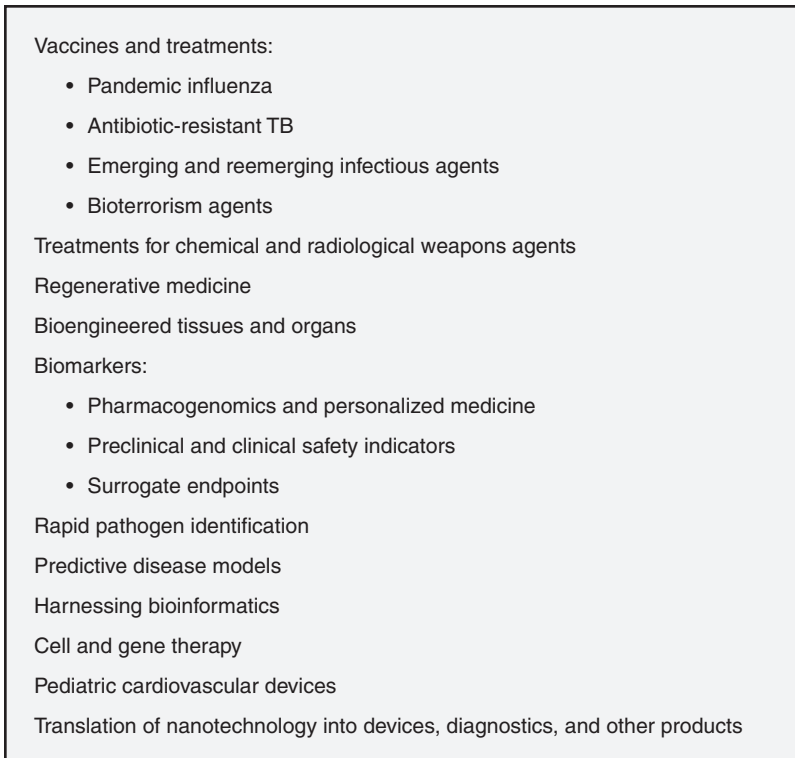 Vaccines and treatments:
• Pandemic influenza
• Antibiotic-resistant TB
• Emerging and reemerging infectious agents
• Bioterrorism agents
Treatments for chemical and radiological weapons agents
Regenerative medicine
Bioengineered tissues and organs
Biomarkers:
• Pharmacogenomics and personalized medicine
• Preclinical and clinical safety indicators
• Surrogate endpoints
Rapid pathogen identification
Predictive disease models
Harnessing bioinformatics
Cell and gene therapy
Pediatric cardiovascular devices
Translation of nanotechnology into devices, diagnostics, and other products